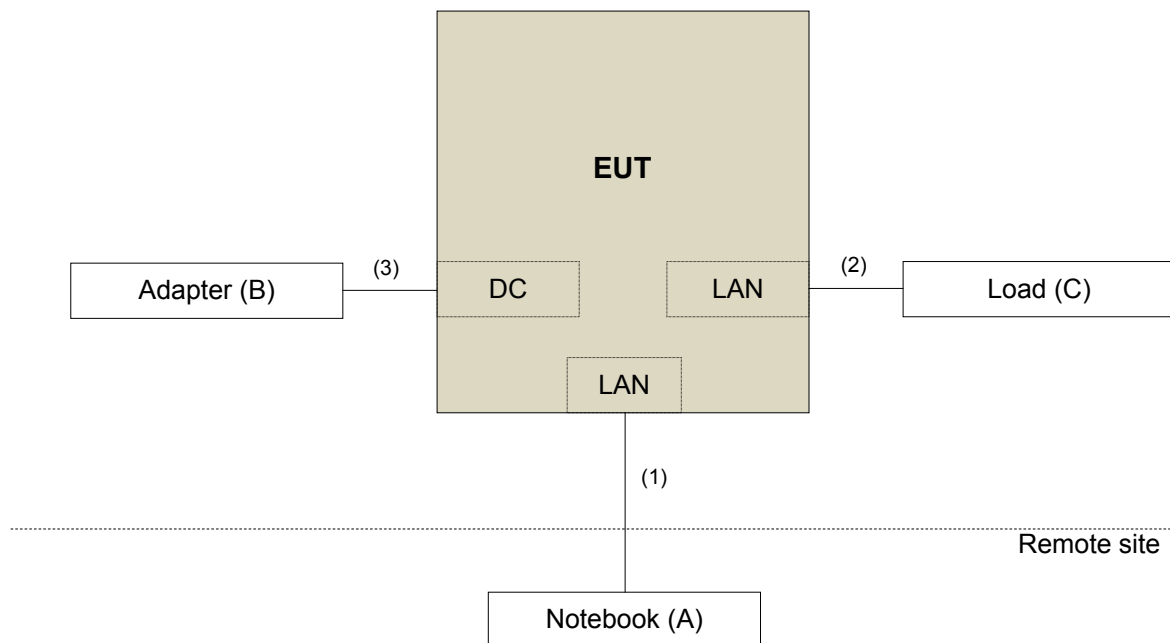 EUT
(3)
(2)
Adapter (B)
DC
LAN
Load (C)
LAN
(1)
Remote site
Notebook (A)